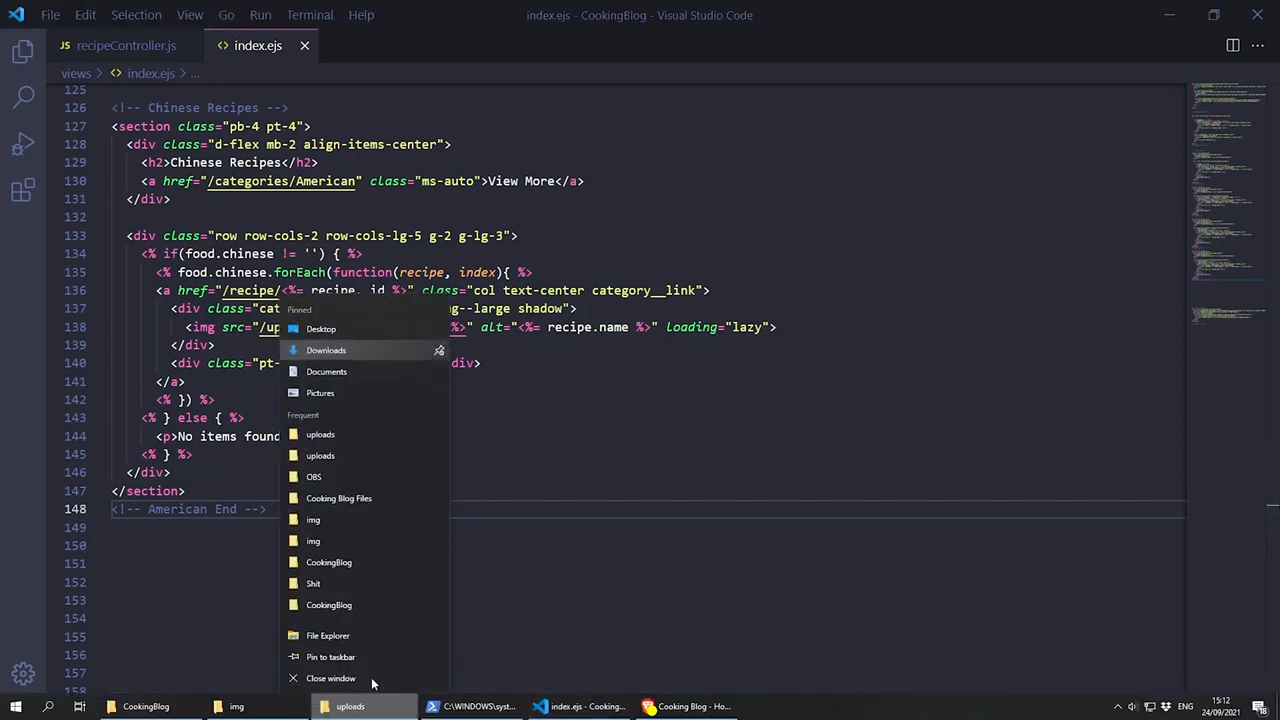 File Edit Selection View Go Run Terminal Help
index.ejs - CookingBlog - Visual Studio Code
JS recipeController.js
<> index.ejs
views > <> index.ejs > ...
125
126 <!-- Chinese Recipes -->
127 <section class="pb-4 pt-4">
128 <div class="d-flex mb-2 align-items-center">
129 <h2>Chinese Recipes</h2>
130 <a href="/categories/American" class="ms-auto">V More</a>
131 </div>
132
133 <div class="row row-cols-2 row-cols-lg-5 g-2 g-lg-3
134 <% if(food.chinese != '') { %>
135 <% food.chinese.forEach(function(recipe, index){ %>
136 <a href="/recipe/<%= recipe._id %>" class="col text-center category__link">
137 <div class="cat g--large shadow">
138 <img src="/up %>" alt="<%= recipe.name %>" loading="lazy">
139 </div>
140 <div class="pt- div>
141 </a>
142 <% }) %>
143 <% } else { %>
144 <p>No items found
145 <% } %>
146 </div>
147 </section>
148 <!-- American End -->
149
150
151
152
153
154
155
156
157
158
Pinned
Desktop
Downloads
Documents
Pictures
Frequent
uploads
uploads
OBS
Cooking Blog Files
img
img
CookingBlog
Shit
CookingBlog
File Explorer
Pin to taskbar
Close window
CookingBlog
img
uploads
C:\WINDOWS\syst...
index.ejs - Cooking...
Cooking Blog - Ho...
ENG
15:12
24/09/2021
18